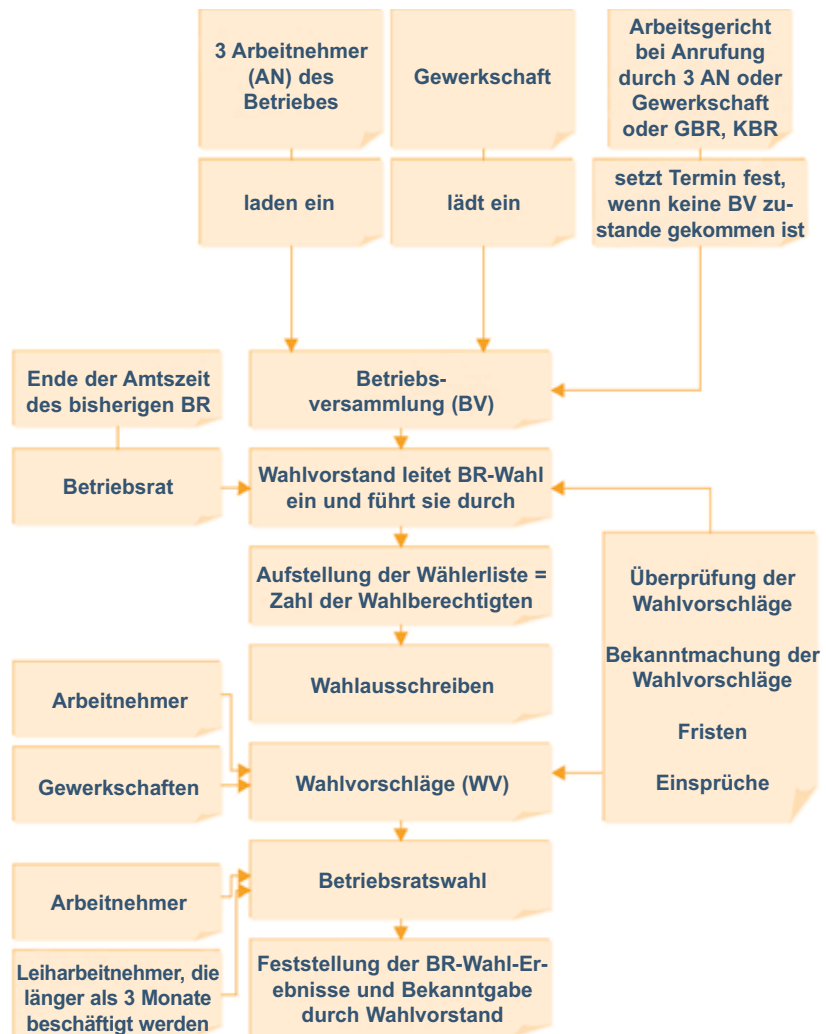 3 Arbeitnehmer
(AN) des
Betriebes
Gewerkschaft
Arbeitsgericht
bei Anrufung
durch 3 AN oder
Gewerkschaft
oder GBR, KBR
laden ein
lädt ein
setzt Termin fest,
wenn keine BV zu-
stande gekommen ist
Ende der Amtszeit
des bisherigen BR
Betriebs-
versammlung (BV)
Betriebsrat
Wahlvorstand leitet BR-Wahl
ein und führt sie durch
Aufstellung der Wählerliste =
Zahl der Wahlberechtigten
Überprüfung der
Wahlvorschläge
Bekanntmachung der
Wahlvorschläge
Fristen
Einsprüche
Wahlausschreiben
Arbeitnehmer
Gewerkschaften
Wahlvorschläge (WV)
Betriebsratswahl
Arbeitnehmer
Leiharbeitnehmer, die
länger als 3 Monate
beschäftigt werden
Feststellung der BR-Wahl-Er-
ebnisse und Bekanntgabe
durch Wahlvorstand